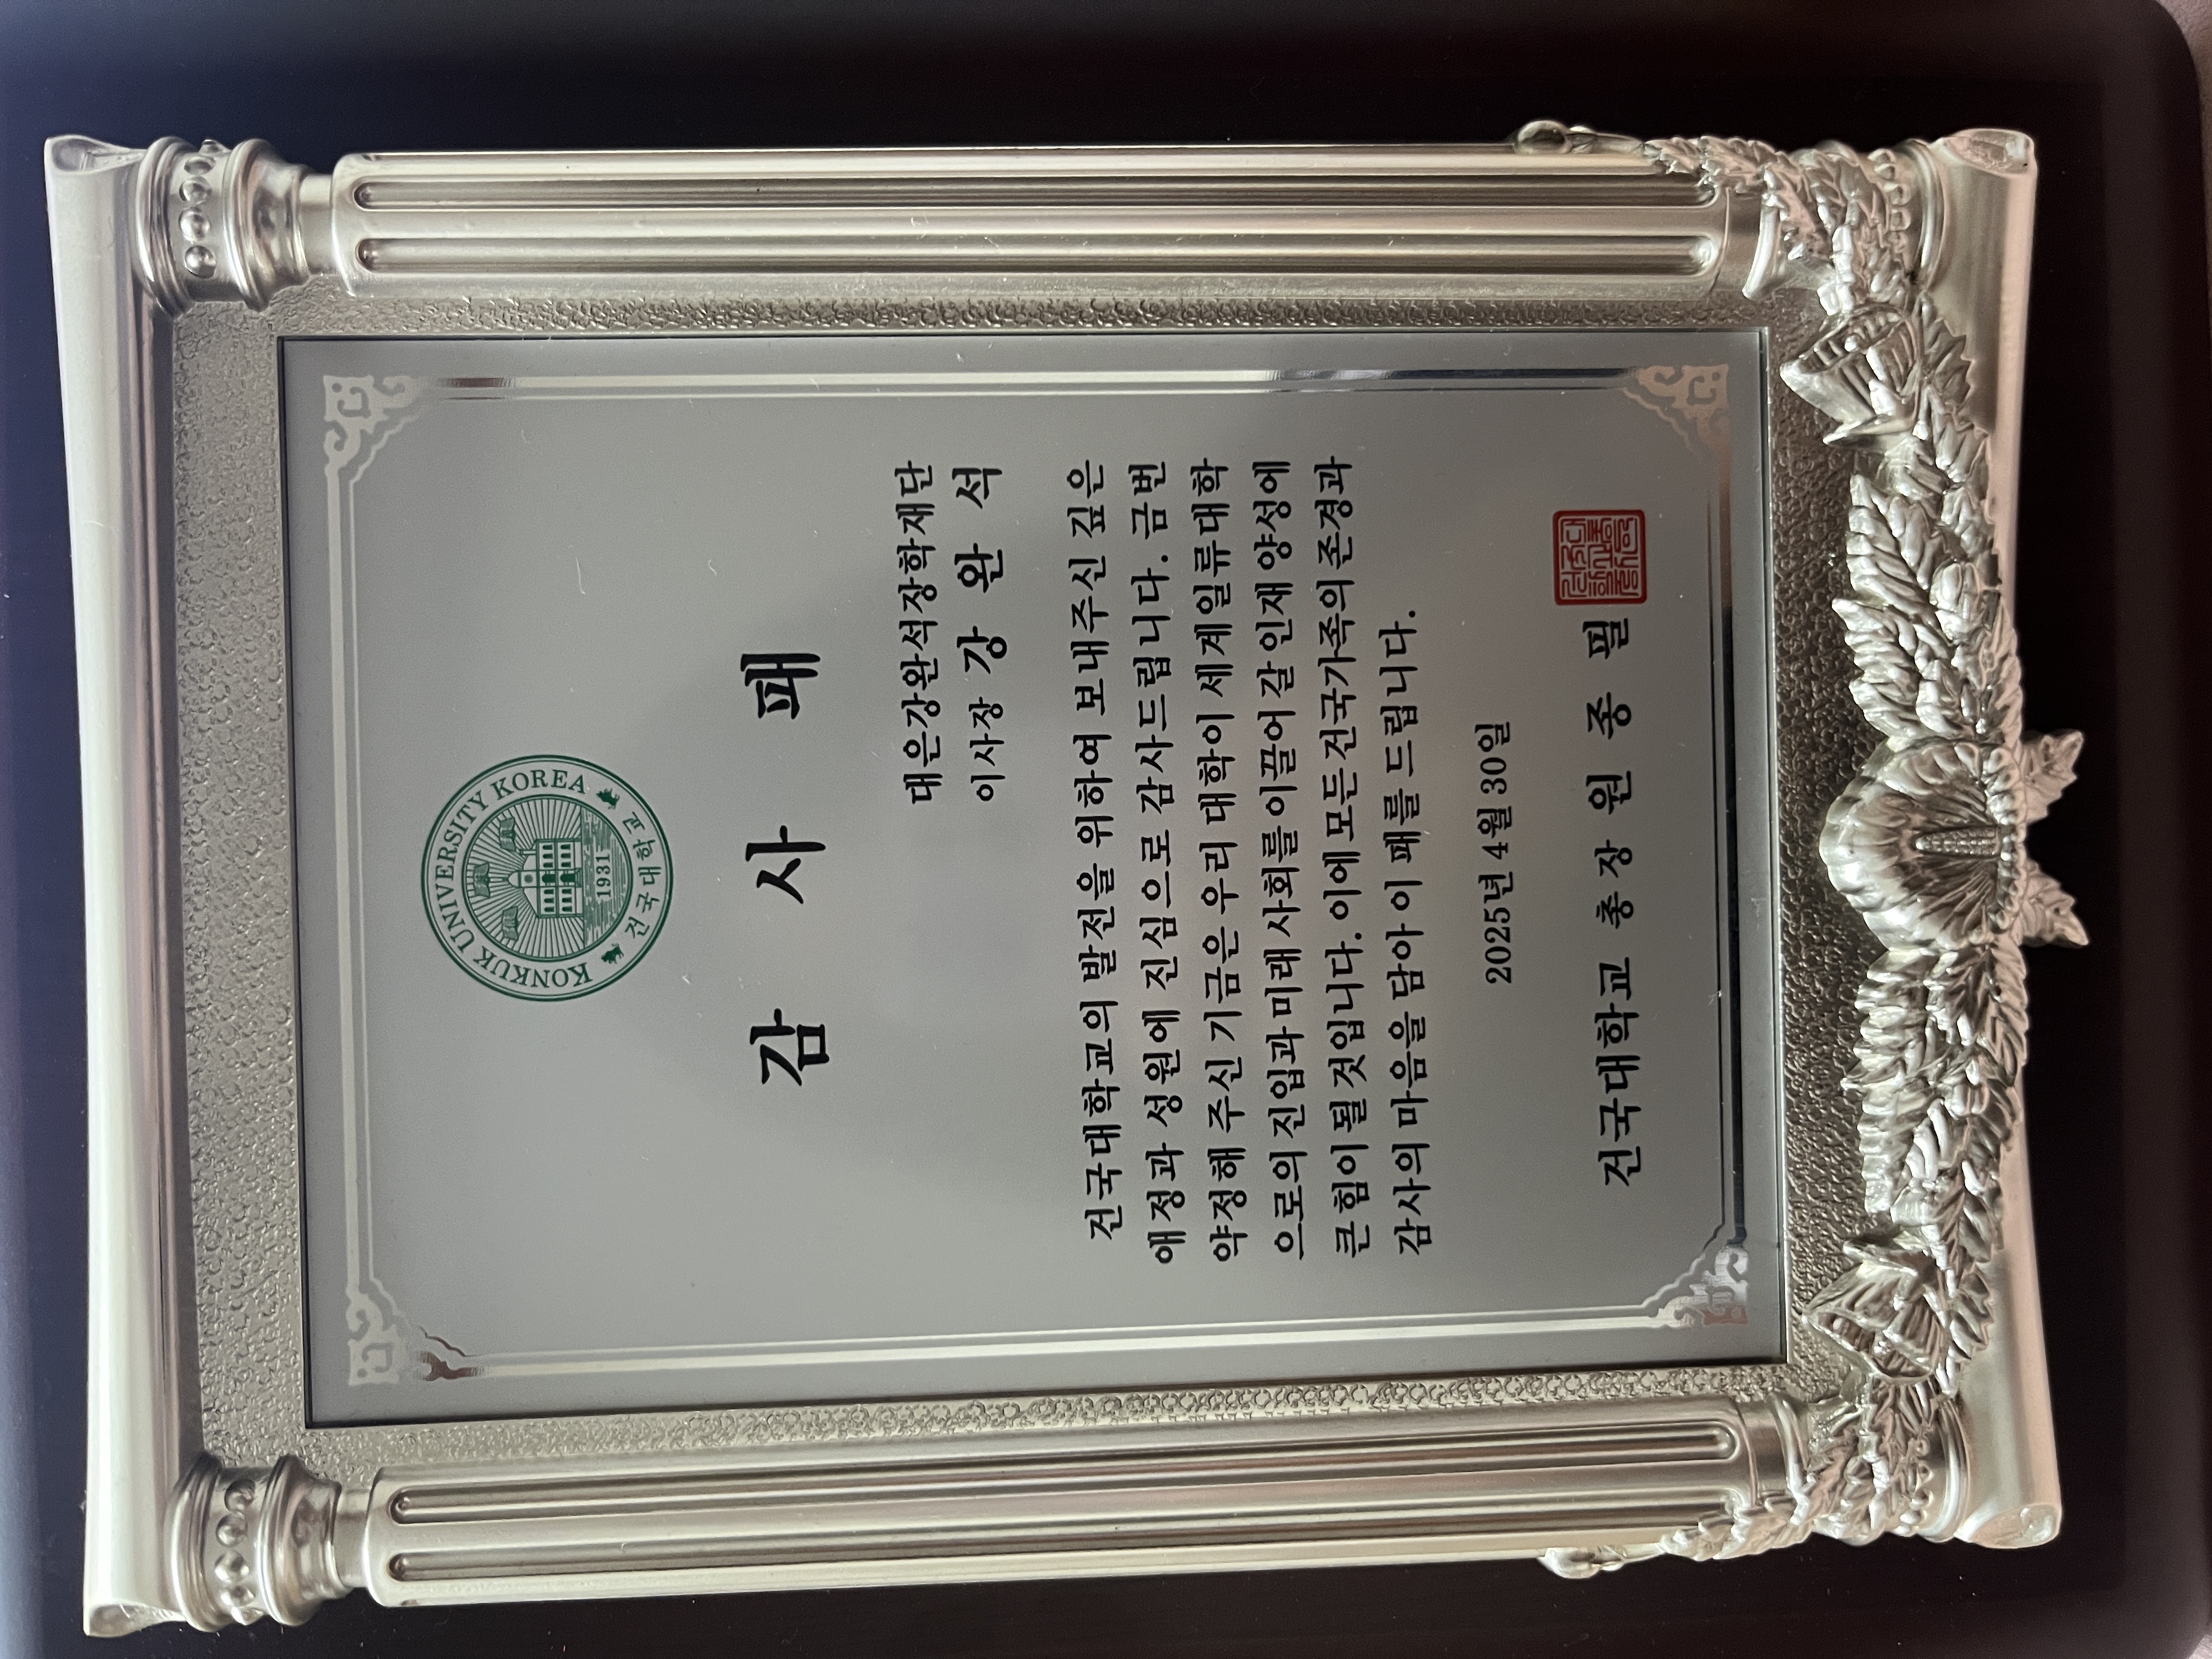 KONKUK UNIVERSITY KOREA
1931
건국대학교
감 사 패
대은강완석장학재단
이사장 강 완 석
건국대학교의 발전을 위하여 보내주신 깊은
애정과 성원에 진심으로 감사드립니다. 금번
약정해 주신 기금은 우리 대학이 세계일류대학
으로의 진입과 미래 사회를 이끌어 갈 인재 양성에
큰 힘이 될 것입니다. 이에 모든 건국가족의 존경과
감사의 마음을 담아 이 패를 드립니다.
2025년 4월 30일
건국대학교 총 장 원 종 필